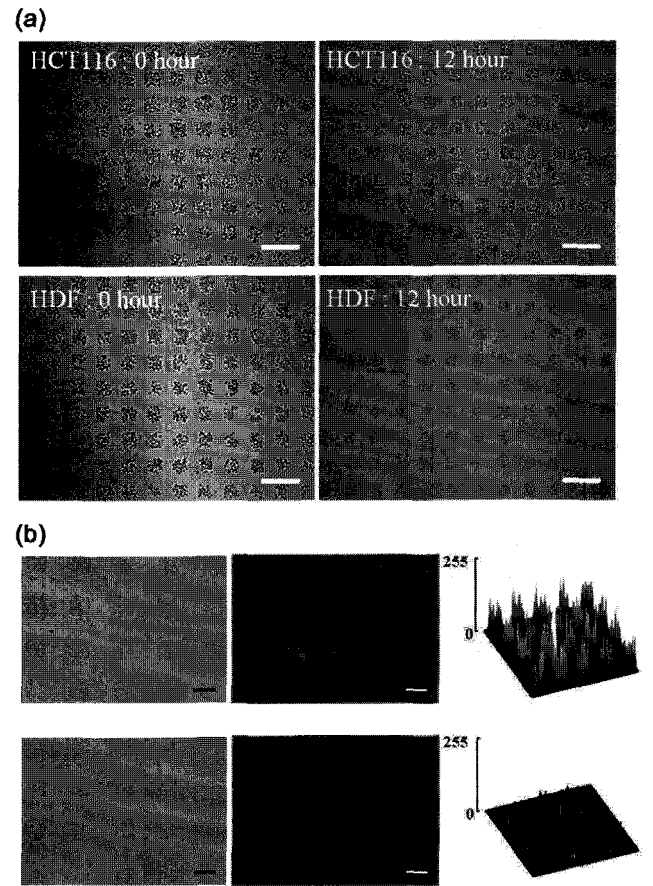 (a)
HCT116 : 0 hour
HCT116 : 12 hour
HDF : 0 hour
HDF : 12 hour
(b)
255
0
255
0